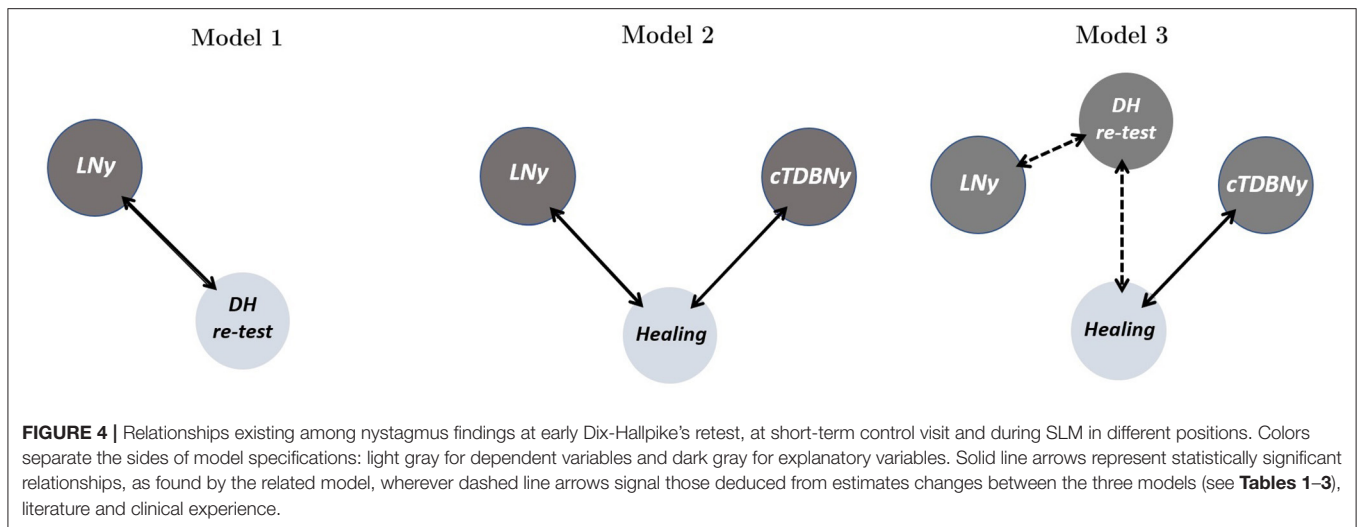 Model 1
Model 2
Model 3
LNy
DH
re-test
LNy
cTDBNy
Healing
DH
re-test
LNy
cTDBNy
Healing
FIGURE 4 | Relationships existing among nystagmus findings at early Dix-Hallpike's retest, at short-term control visit and during SLM in different positions. Colors
separate the sides of model specifications: light gray for dependent variables and dark gray for explanatory variables. Solid line arrows represent statistically significant
relationships, as found by the related model, wherever dashed line arrows signal those deduced from estimates changes between the three models (see Tables 1–3),
literature and clinical experience.